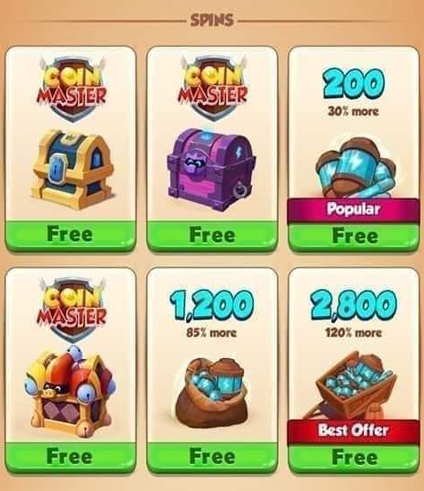 SPINS
COIN
MASTER
Free
COIN
MASTER
Free
200
30% more
Popular
Free
COIN
MASTER
Free
1,200
85% more
Free
2,800
120% more
Best Offer
Free